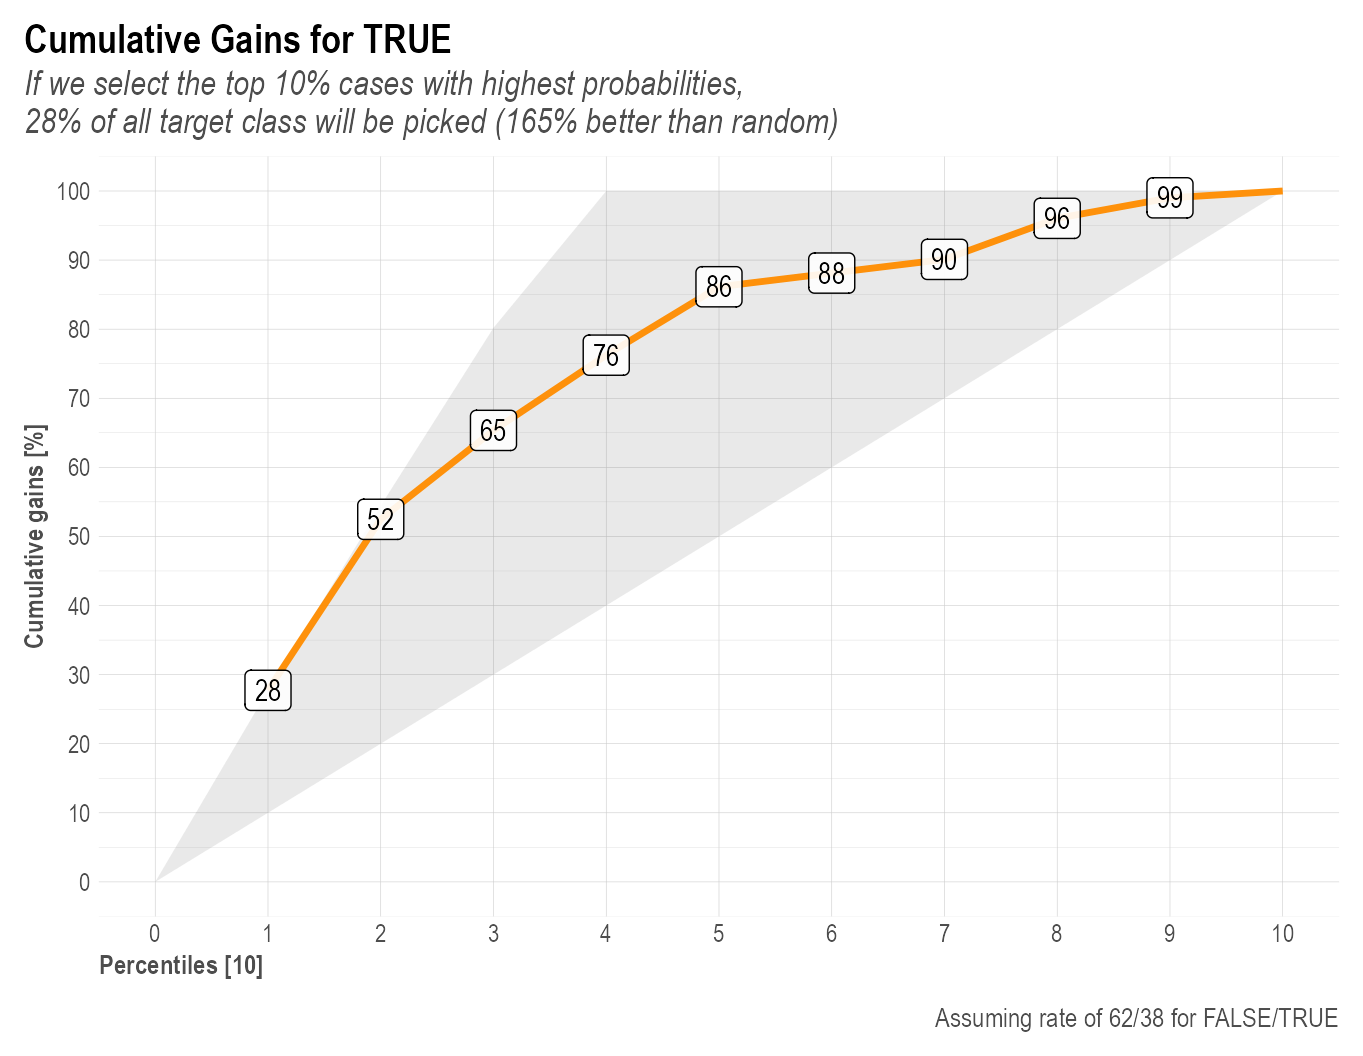 Cumulative Gains for TRUE
If we select the top 10% cases with highest probabilities,
28% of all target class will be picked (165% better than random)
Cumulative gains [%]
100
90
80
70
60
50
40
30
20
10
0
28
52
65
76
86
88
90
96
99
0 1 2 3 4 5 6 7 8 9 10
Percentiles [10]
Assuming rate of 62/38 for FALSE/TRUE